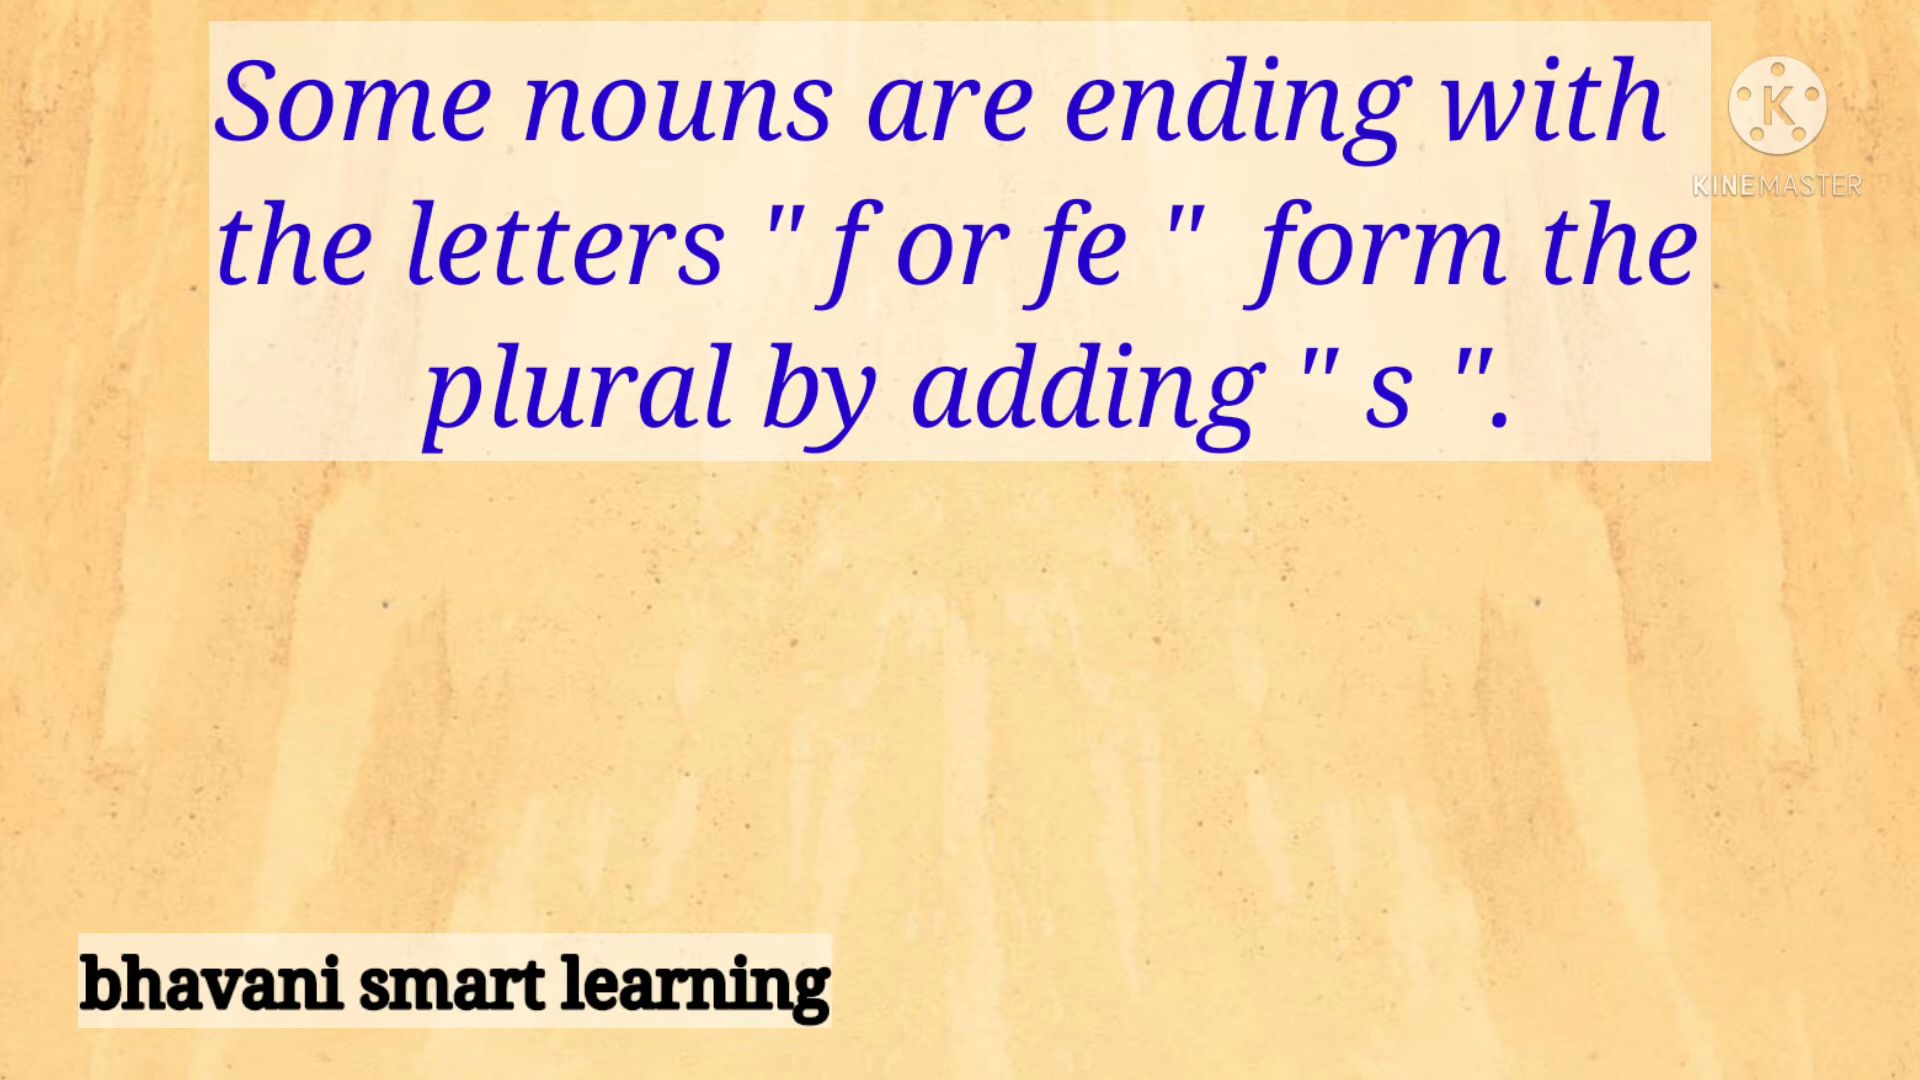 Some nouns are ending with
the letters " f or fe "  form the
plural by adding " s ".
KINEMASTER
bhavani smart learning